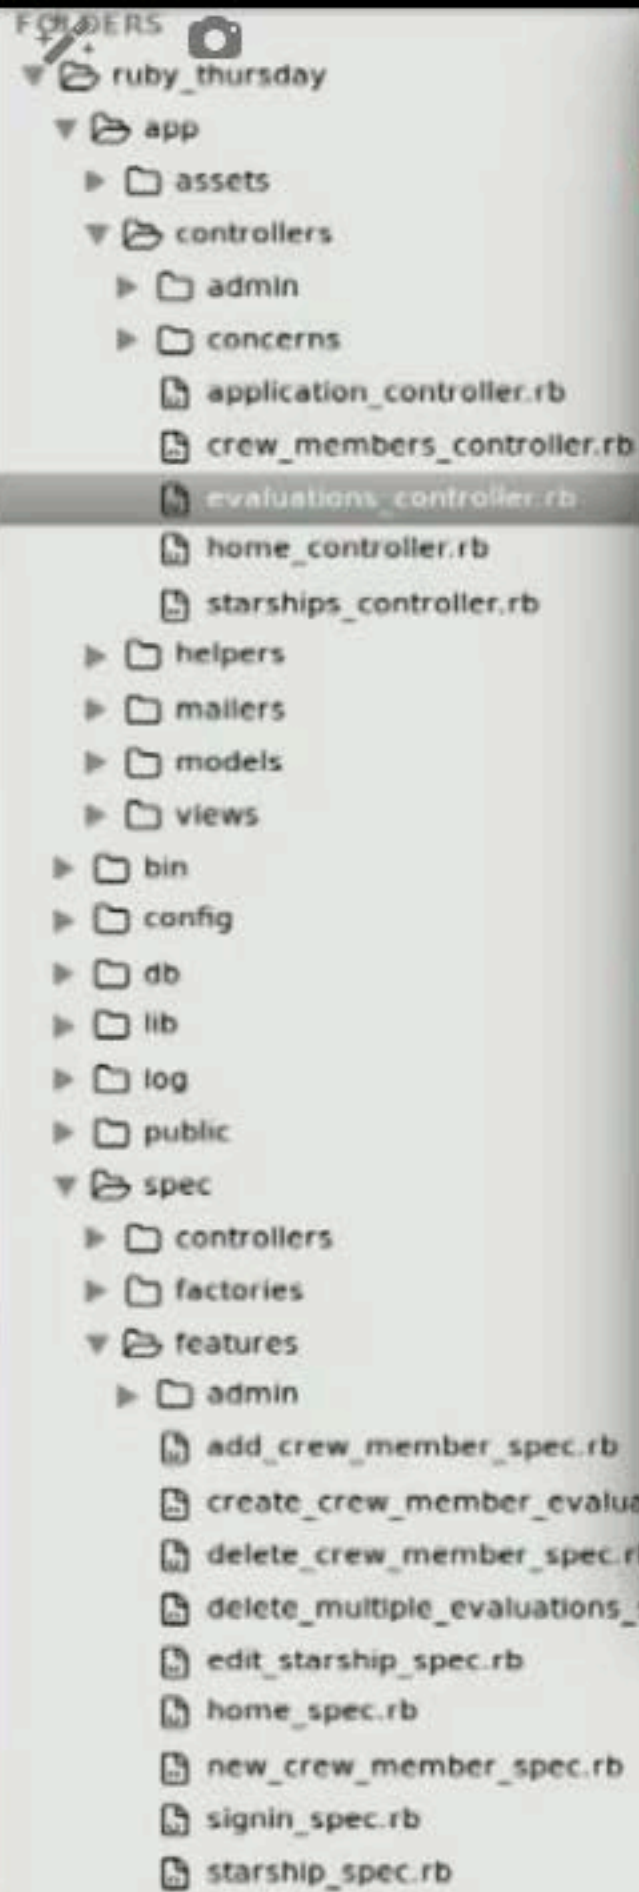 FOLDERS
ruby_thursday
app
assets
controllers
admin
concerns
application_controller.rb
crew_members_controller.rb
evaluations_controller.rb
home_controller.rb
starships_controller.rb
helpers
mailers
models
views
bin
config
db
lib
log
public
spec
controllers
factories
features
admin
add_crew_member_spec.rb
create_crew_member_evalua
delete_crew_member_spec.r
delete_multiple_evaluations_
edit_starship_spec.rb
home_spec.rb
new_crew_member_spec.rb
signin_spec.rb
starship_spec.rb